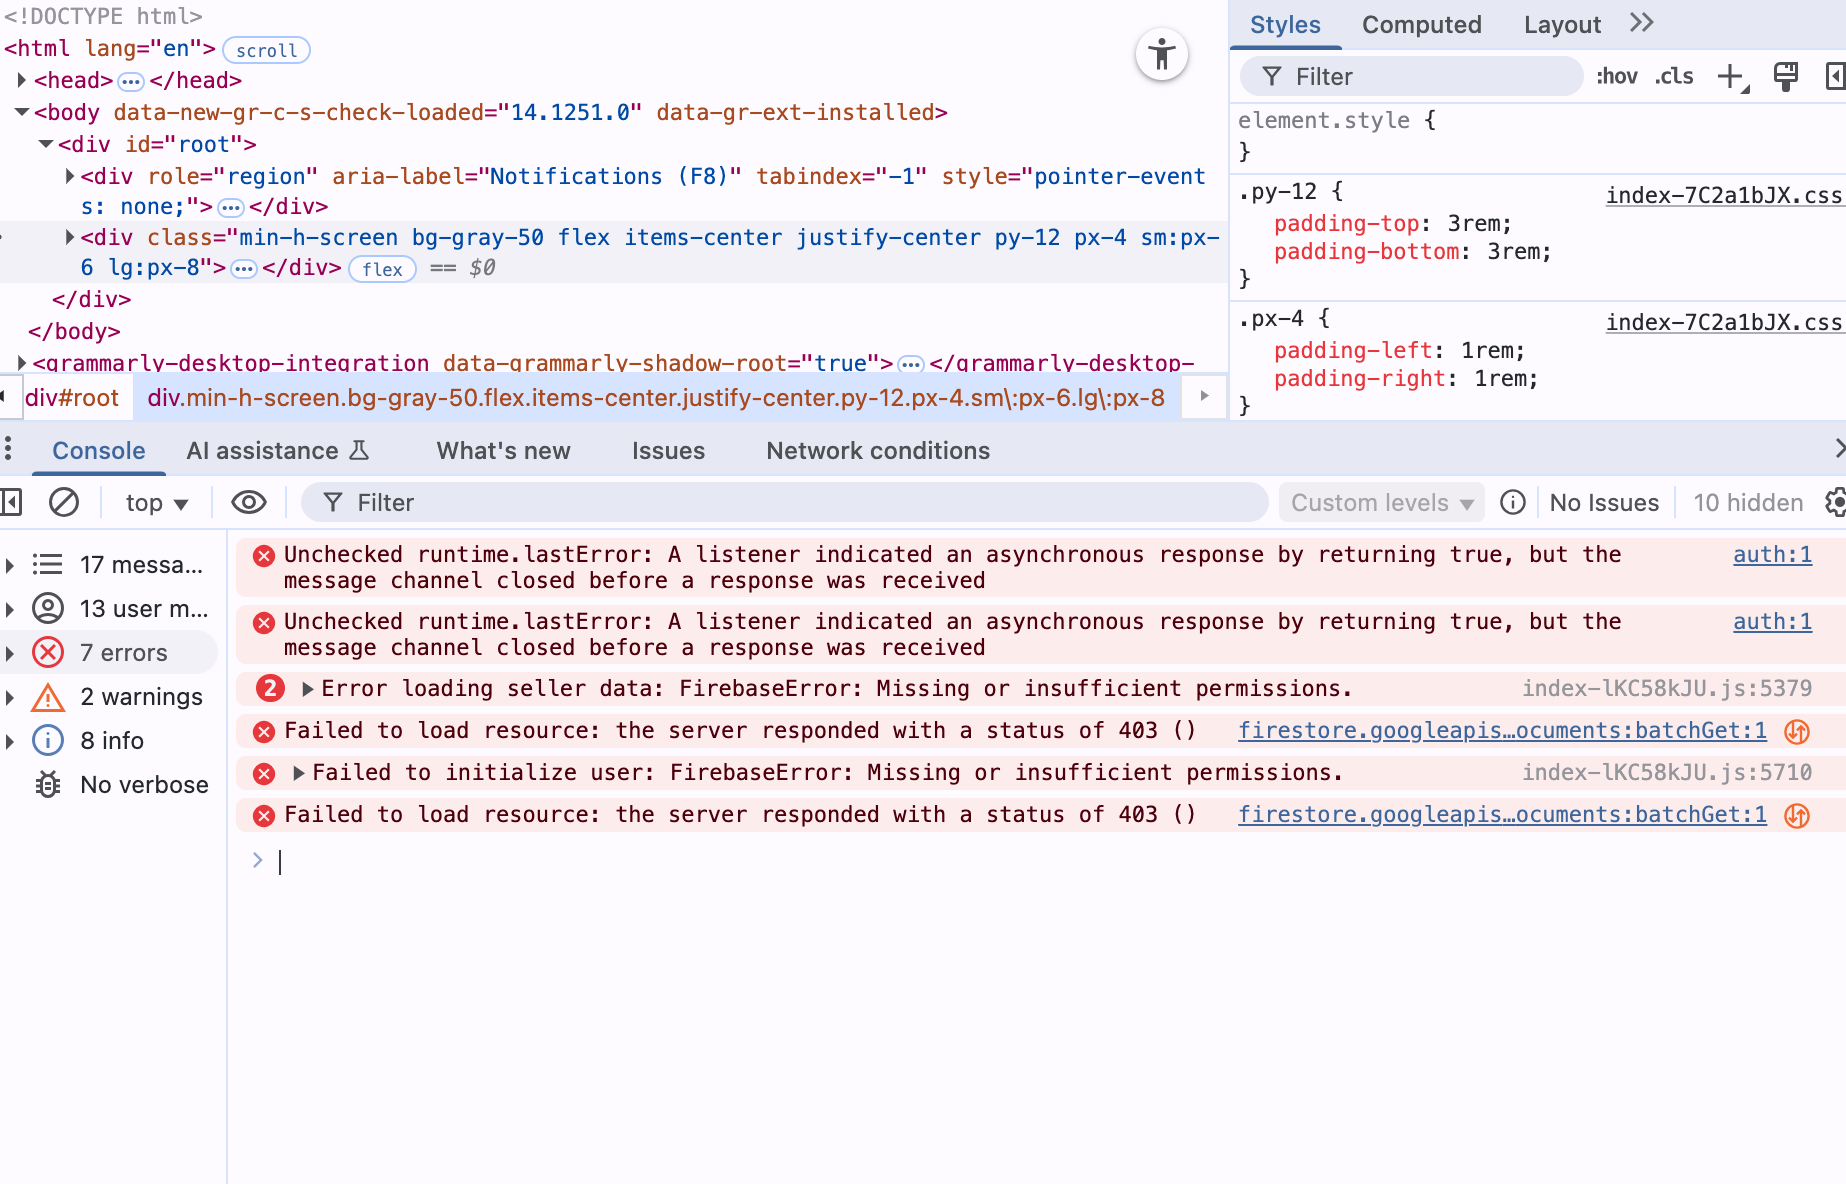 <!DOCTYPE html>
<html lang="en"> scroll
<head> ••• </head>
<body data-new-gr-c-s-check-loaded="14.1251.0" data-gr-ext-installed>
<div id="root">
<div role="region" aria-label="Notifications (F8)" tabindex="-1" style="pointer-event
s: none;"> ••• </div>
<div class="min-h-screen bg-gray-50 flex items-center justify-center py-12 px-4 sm:px-
6 lg:px-8"> ••• </div> flex == $0
</div>
</body>
<grammarly-desktop-integration data-grammarly-shadow-root="true"> ••• </grammarly-desktop-
div#root div.min-h-screen.bg-gray-50.flex.items-center.justify-center.py-12.px-4.sm\:px-6.lg\:px-8
Styles Computed Layout
Filter :hov .cls
element.style {
}
.py-12 { index-7C2a1bJX.css
padding-top: 3rem;
padding-bottom: 3rem;
}
.px-4 { index-7C2a1bJX.css
padding-left: 1rem;
padding-right: 1rem;
}
Console AI assistance What's new Issues Network conditions
top Filter Custom levels No Issues 10 hidden
17 messa...
13 user m...
7 errors
2 warnings
8 info
No verbose
Unchecked runtime.lastError: A listener indicated an asynchronous response by returning true, but the auth:1
message channel closed before a response was received
Unchecked runtime.lastError: A listener indicated an asynchronous response by returning true, but the auth:1
message channel closed before a response was received
2 Error loading seller data: FirebaseError: Missing or insufficient permissions. index-lKC58kJU.js:5379
Failed to load resource: the server responded with a status of 403 () firestore.googleapis…ocuments:batchGet:1
Failed to initialize user: FirebaseError: Missing or insufficient permissions. index-lKC58kJU.js:5710
Failed to load resource: the server responded with a status of 403 () firestore.googleapis…ocuments:batchGet:1